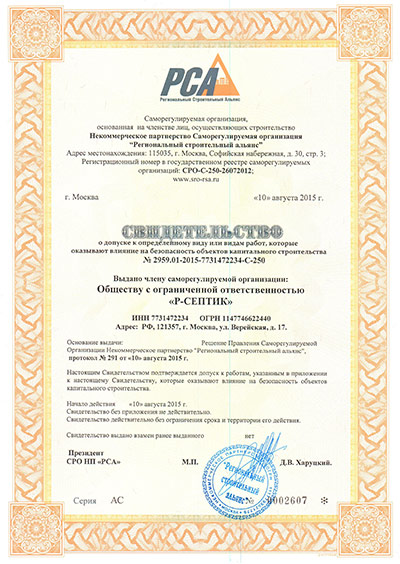 РСА
Региональный Строительный Альянс
Саморегулируемая организация,
основанная на членстве лиц, осуществляющих строительство
Некоммерческое партнерство Саморегулируемая организация
"Региональный строительный альянс"
Адрес местонахождения: 115035, г. Москва, Софийская набережная, д. 30, стр. 3;
Регистрационный номер в государственном реестре саморегулируемых
организаций: СРО-С-250-26072012;
www.sro-rsa.ru
г. Москва «10» августа 2015 г.
СВИДЕТЕЛЬСТВО
о допуске к определенному виду или видам работ, которые
оказывают влияние на безопасность объектов капитального строительства
№ 2959.01-2015-7731472234-С-250
Выдано члену саморегулируемой организации:
Обществу с ограниченной ответственностью
«Р-СЕПТИК»
ИНН 7731472234 ОГРН 1147746622440
Адрес: РФ, 121357, г. Москва, ул. Верейская, д. 17.
Основание выдачи: Решение Правления Саморегулируемой
Организации Некоммерческое партнерство "Региональный строительный альянс",
протокол № 291 от «10» августа 2015 г.
Настоящим Свидетельством подтверждается допуск к работам, указанным в приложении
к настоящему Свидетельству, которые оказывают влияние на безопасность объектов
капитального строительства.
Начало действия «10» августа 2015 г.
Свидетельство без приложения не действительно.
Свидетельство действительно без ограничения срока и территории его действия.
Свидетельство выдано взамен ранее выданного нет
Президент
СРО НП «РСА» М.П. Д.В. Харуцкий.
"Региональный
строительный
альянс"
Серия АС № 0002607